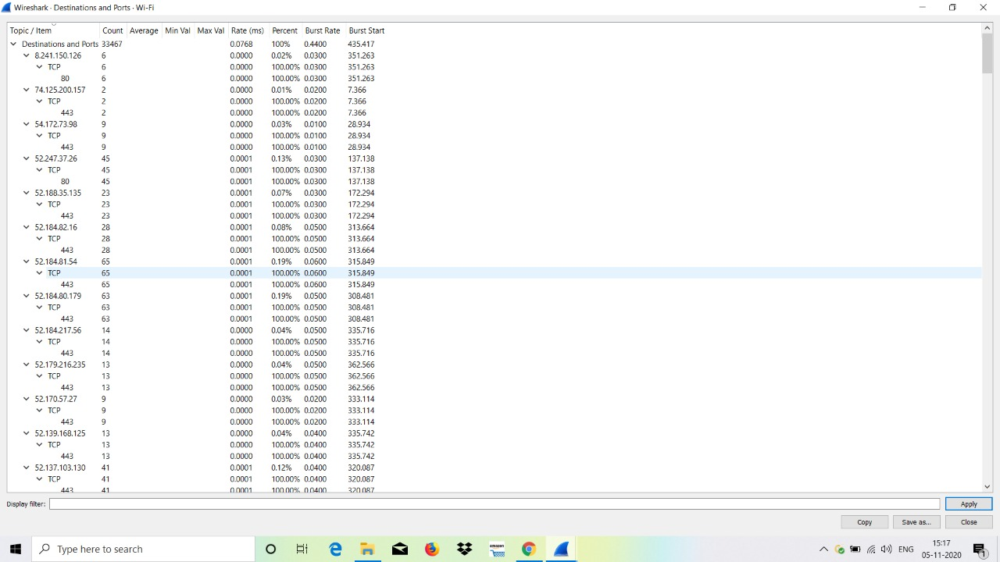 Wireshark · Destinations and Ports · Wi-Fi
Topic / Item Count Average Min Val Max Val Rate (ms) Percent Burst Rate Burst Start
Destinations and Ports 33467 0.0768 100% 0.4400 435.417
8.241.150.126 6 0.0000 0.02% 0.0300 351.263
TCP 6 0.0000 100.00% 0.0300 351.263
80 6 0.0000 100.00% 0.0300 351.263
74.125.200.157 2 0.0000 0.01% 0.0200 7.366
TCP 2 0.0000 100.00% 0.0200 7.366
443 2 0.0000 100.00% 0.0200 7.366
54.172.73.98 9 0.0000 0.03% 0.0100 28.934
TCP 9 0.0000 100.00% 0.0100 28.934
443 9 0.0000 100.00% 0.0100 28.934
52.247.37.26 45 0.0001 0.13% 0.0300 137.138
TCP 45 0.0001 100.00% 0.0300 137.138
80 45 0.0001 100.00% 0.0300 137.138
52.188.35.135 23 0.0001 0.07% 0.0300 172.294
TCP 23 0.0001 100.00% 0.0300 172.294
443 23 0.0001 100.00% 0.0300 172.294
52.184.82.16 28 0.0001 0.08% 0.0500 313.664
TCP 28 0.0001 100.00% 0.0500 313.664
443 28 0.0001 100.00% 0.0500 313.664
52.184.81.54 65 0.0001 0.19% 0.0600 315.849
TCP 65 0.0001 100.00% 0.0600 315.849
443 65 0.0001 100.00% 0.0600 315.849
52.184.80.179 63 0.0001 0.19% 0.0500 308.481
TCP 63 0.0001 100.00% 0.0500 308.481
443 63 0.0001 100.00% 0.0500 308.481
52.184.217.56 14 0.0000 0.04% 0.0500 335.716
TCP 14 0.0000 100.00% 0.0500 335.716
443 14 0.0000 100.00% 0.0500 335.716
52.179.216.235 13 0.0000 0.04% 0.0500 362.566
TCP 13 0.0000 100.00% 0.0500 362.566
443 13 0.0000 100.00% 0.0500 362.566
52.170.57.27 9 0.0000 0.03% 0.0200 333.114
TCP 9 0.0000 100.00% 0.0200 333.114
443 9 0.0000 100.00% 0.0200 333.114
52.139.168.125 13 0.0000 0.04% 0.0400 335.742
TCP 13 0.0000 100.00% 0.0400 335.742
443 13 0.0000 100.00% 0.0400 335.742
52.137.103.130 41 0.0001 0.12% 0.0400 320.087
TCP 41 0.0001 100.00% 0.0400 320.087
443 41 0.0001 100.00% 0.0400 320.087
Display filter: Apply
Copy Save as... Close
Type here to search amazon ENG 15:17
05-11-2020 1